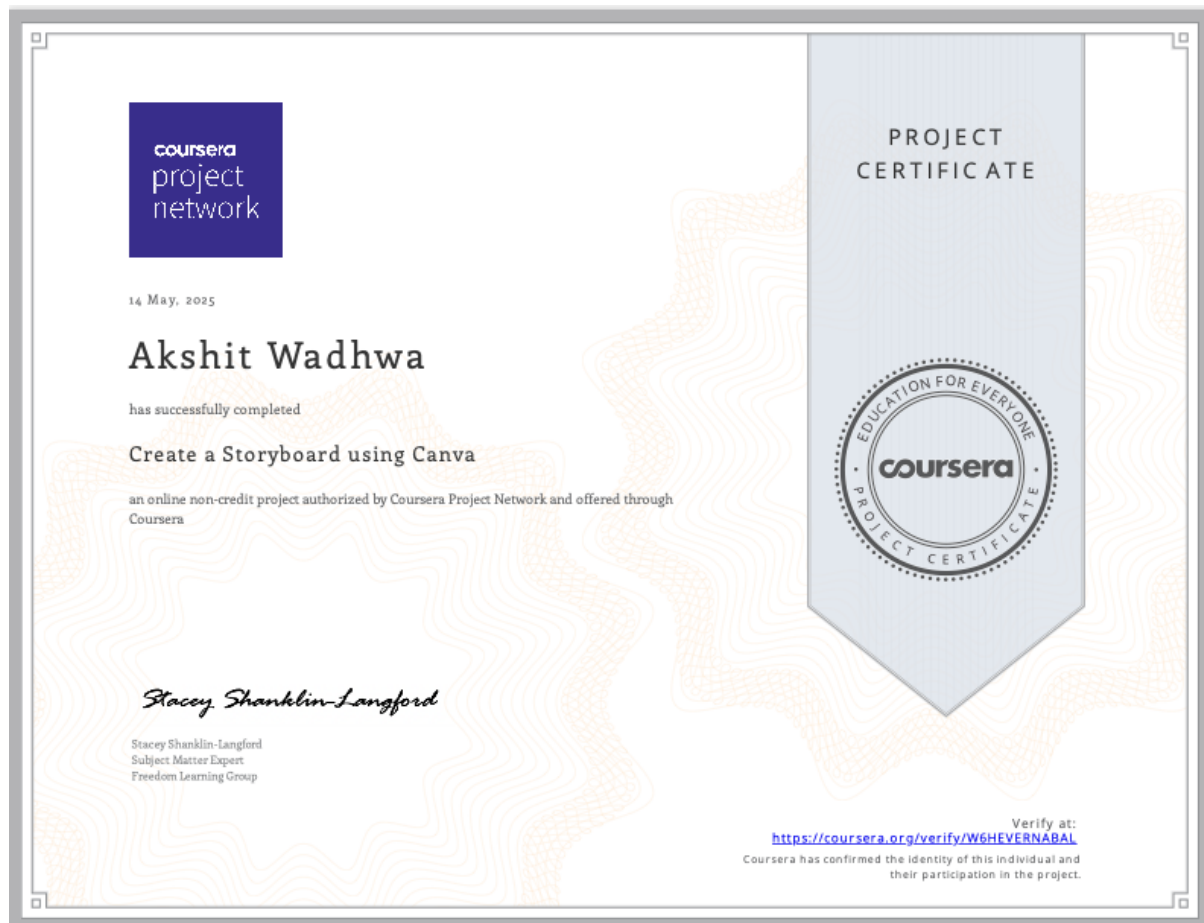 coursera
project
network
PROJECT
CERTIFICATE
14 May, 2025
Akshit Wadhwa
has successfully completed
Create a Storyboard using Canva
an online non-credit project authorized by Coursera Project Network and offered through
Coursera
EDUCATION FOR EVERYONE
coursera
PROJECT CERTIFICATE
Stacey Shanklin-Langford
Stacey Shanklin-Langford
Subject Matter Expert
Freedom Learning Group
Verify at:
https://coursera.org/verify/W6HEVERNABAL
Coursera has confirmed the identity of this individual and
their participation in the project.